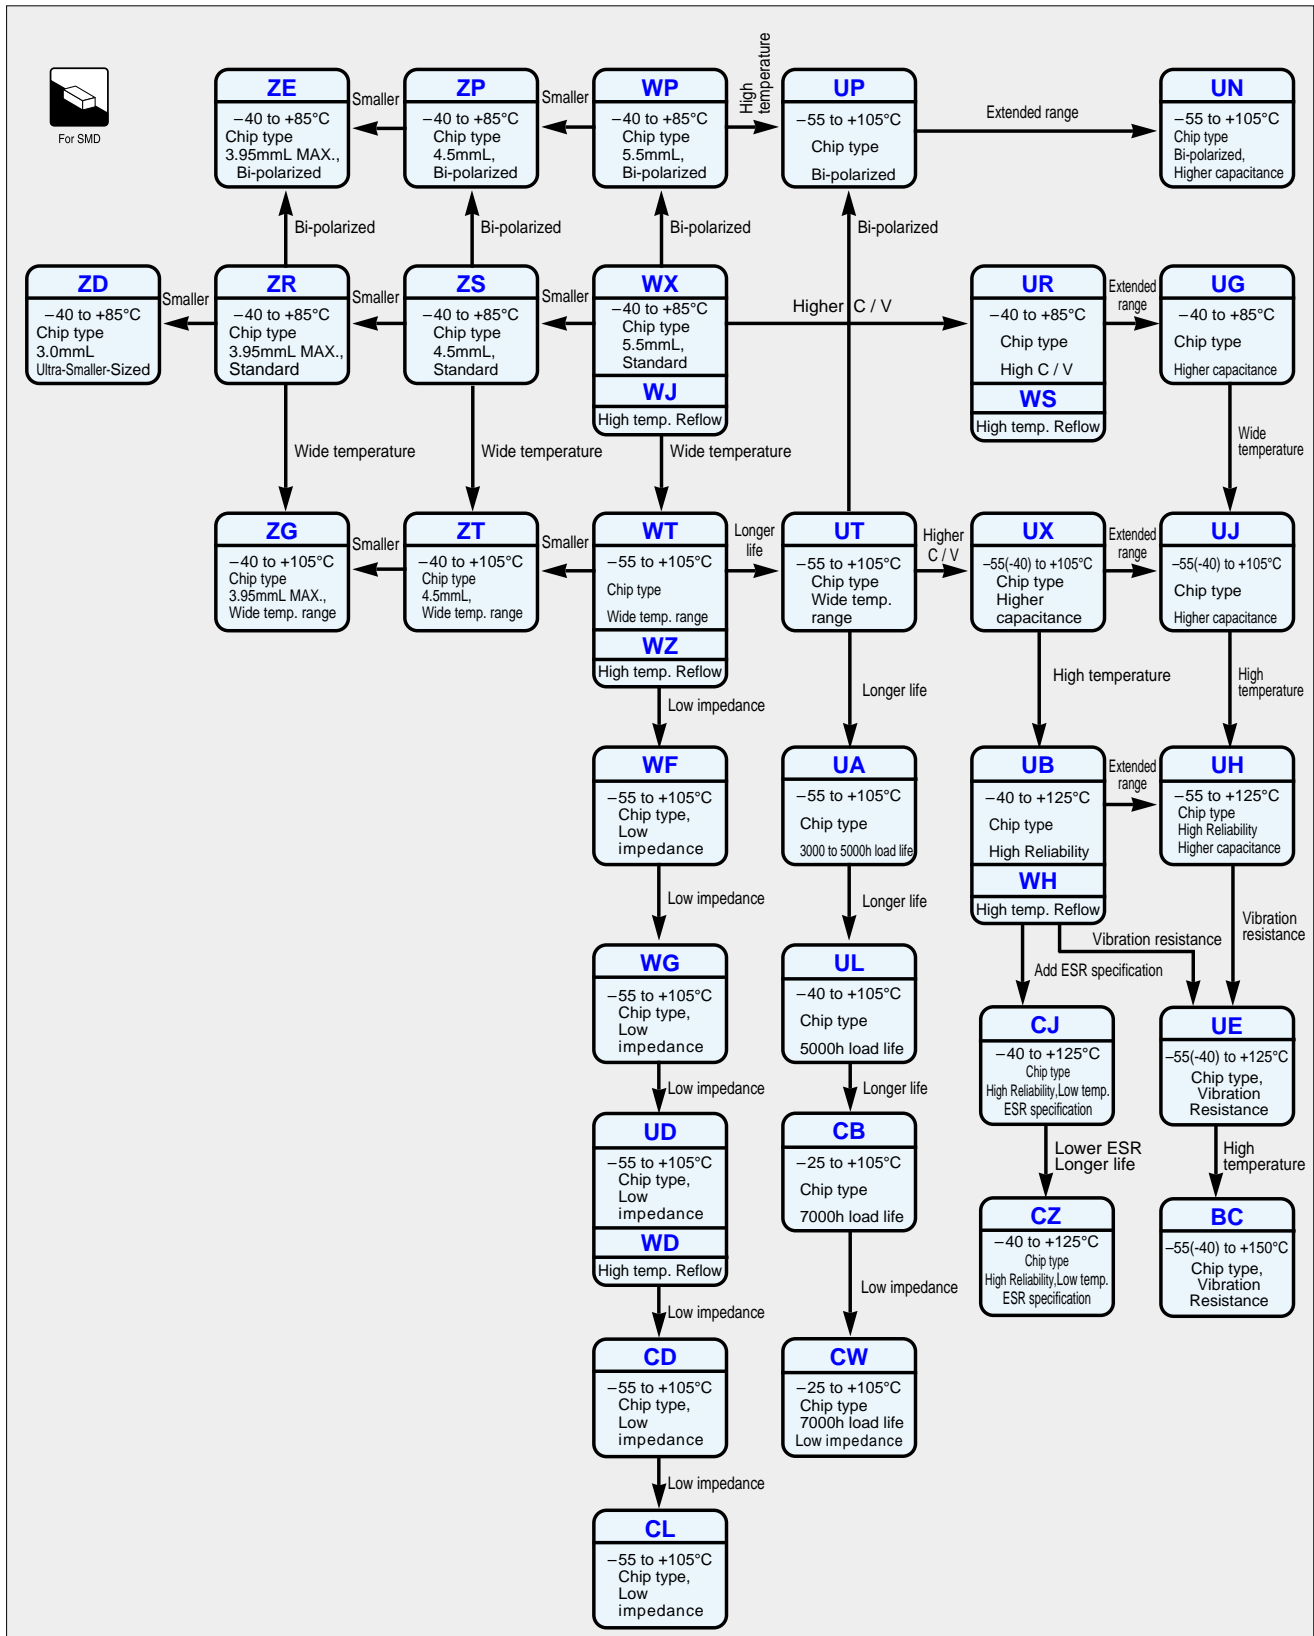 For SMD
ZE
–40 to +85°C
Chip type
3.95mmL MAX.,
Bi-polarized
Smaller
ZP
–40 to +85°C
Chip type
4.5mmL,
Bi-polarized
Smaller
WP
–40 to +85°C
Chip type
5.5mmL,
Bi-polarized
High
temperature
UP
–55 to +105°C
Chip type
Bi-polarized
Extended range
UN
–55 to +105°C
Chip type
Bi-polarized,
Higher capacitance
Bi-polarized
Bi-polarized
Bi-polarized
Bi-polarized
ZD
–40 to +85°C
Chip type
3.0mmL
Ultra-Smaller-Sized
Smaller
ZR
–40 to +85°C
Chip type
3.95mmL MAX.,
Standard
Smaller
ZS
–40 to +85°C
Chip type
4.5mmL,
Standard
Smaller
WX
–40 to +85°C
Chip type
5.5mmL,
Standard
WJ
High temp. Reflow
Higher C / V
UR
–40 to +85°C
Chip type
High C / V
WS
High temp. Reflow
Extended
range
UG
–40 to +85°C
Chip type
Higher capacitance
Wide temperature
Wide temperature
Wide temperature
Wide
temperature
ZG
–40 to +105°C
Chip type
3.95mmL MAX.,
Wide temp. range
Smaller
ZT
–40 to +105°C
Chip type
4.5mmL,
Wide temp. range
Smaller
WT
–55 to +105°C
Chip type
Wide temp. range
WZ
High temp. Reflow
Longer
life
UT
–55 to +105°C
Chip type
Wide temp.
range
Higher
C / V
UX
–55(-40) to +105°C
Chip type
Higher
capacitance
Extended
range
UJ
–55(-40) to +105°C
Chip type
Higher capacitance
Low impedance
Longer life
High temperature
High
temperature
WF
–55 to +105°C
Chip type,
Low
impedance
UA
–55 to +105°C
Chip type
3000 to 5000h load life
UB
–40 to +125°C
Chip type
High Reliability
WH
High temp. Reflow
Extended
range
UH
–55 to +125°C
Chip type
High Reliability
Higher capacitance
Low impedance
Longer life
Vibration resistance
Vibration
resistance
Add ESR specification
WG
–55 to +105°C
Chip type,
Low
impedance
UL
–40 to +105°C
Chip type
5000h load life
CJ
–40 to +125°C
Chip type
High Reliability,Low temp.
ESR specification
UE
–55(-40) to +125°C
Chip type,
Vibration
Resistance
Low impedance
Longer life
Lower ESR
Longer life
High
temperature
UD
–55 to +105°C
Chip type,
Low
impedance
WD
High temp. Reflow
CB
–25 to +105°C
Chip type
7000h load life
CZ
–40 to +125°C
Chip type
High Reliability,Low temp.
ESR specification
BC
–55(-40) to +150°C
Chip type,
Vibration
Resistance
Low impedance
Low impedance
CD
–55 to +105°C
Chip type,
Low
impedance
CW
–25 to +105°C
Chip type
7000h load life
Low impedance
Low impedance
CL
–55 to +105°C
Chip type,
Low
impedance